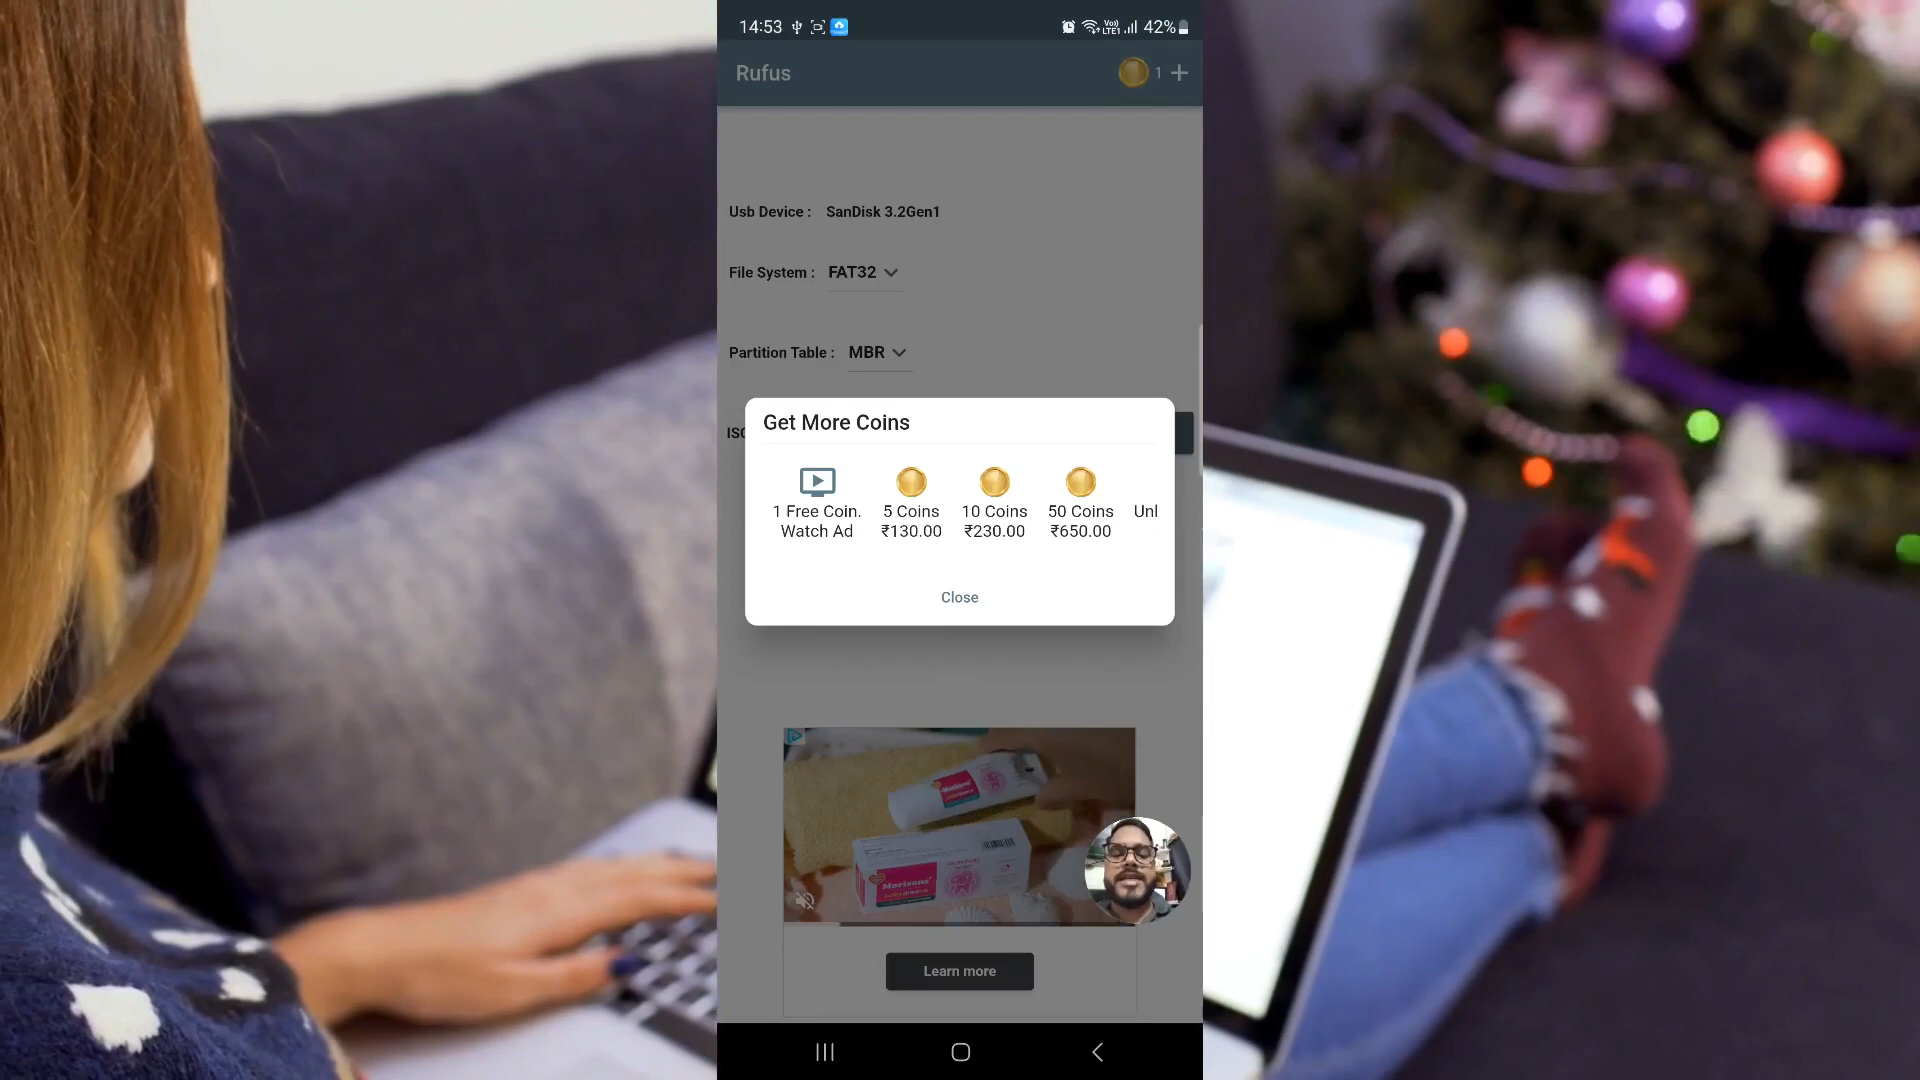 14:53
Vo)) LTE1 42%
Rufus
1 +
Usb Device : SanDisk 3.2Gen1
File System : FAT32
Partition Table : MBR
ISO
Get More Coins
1 Free Coin. Watch Ad
5 Coins ₹130.00
10 Coins ₹230.00
50 Coins ₹650.00
Unl
Close
Learn more